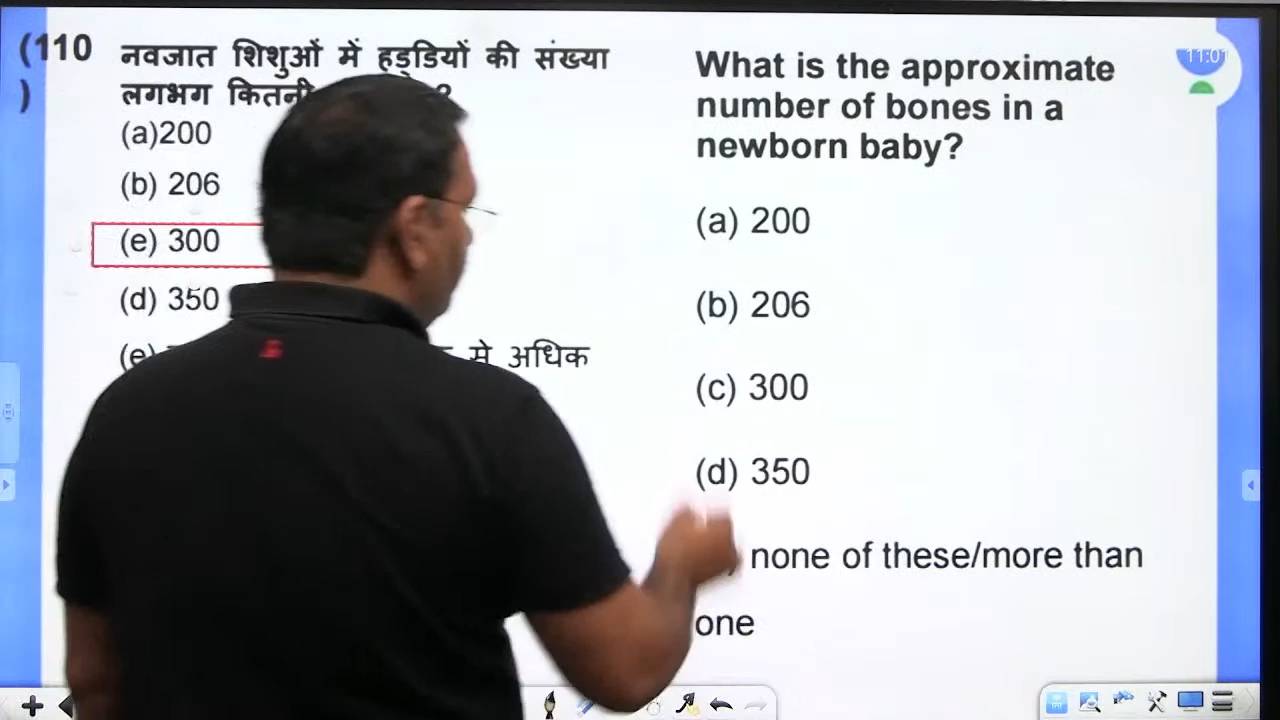 (110
)
नवजात शिशुओं में हड्डियों की संख्या
लगभग कितनी
(a)200
(b) 206
(e) 300
(d) 350
(e) से अधिक
What is the approximate
number of bones in a
newborn baby?
(a) 200
(b) 206
(c) 300
(d) 350
none of these/more than
one
11:01